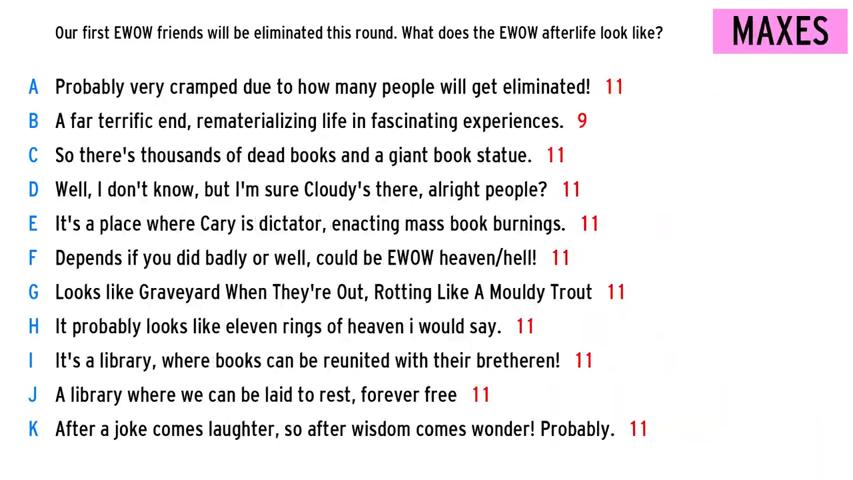 Our first EWOW friends will be eliminated this round. What does the EWOW afterlife look like?
MAXES
A Probably very cramped due to how many people will get eliminated! 11
B A far terrific end, rematerializing life in fascinating experiences. 9
C So there's thousands of dead books and a giant book statue. 11
D Well, I don't know, but I'm sure Cloudy's there, alright people? 11
E It's a place where Cary is dictator, enacting mass book burnings. 11
F Depends if you did badly or well, could be EWOW heaven/hell! 11
G Looks like Graveyard When They're Out, Rotting Like A Mouldy Trout 11
H It probably looks like eleven rings of heaven i would say. 11
I It's a library, where books can be reunited with their bretheren! 11
J A library where we can be laid to rest, forever free 11
K After a joke comes laughter, so after wisdom comes wonder! Probably. 11